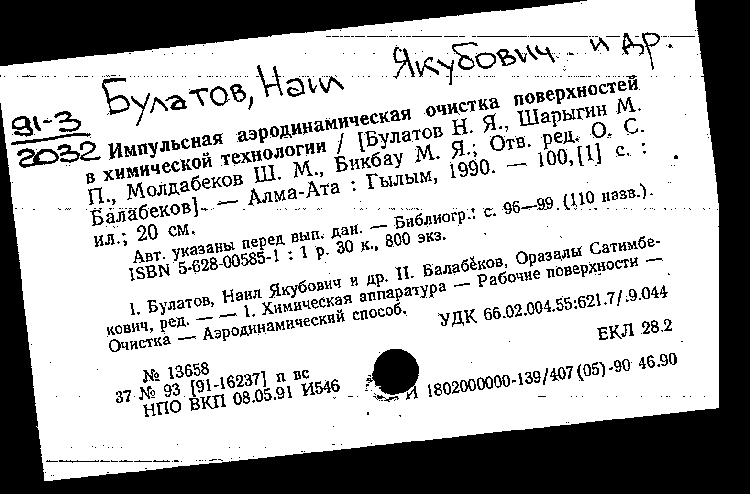 Булатов, Наил Якубович и др.
91-3
2032
Импульсная аэродинамическая очистка поверхностей
в химической технологии / [Булатов Н. Я., Шарыгин М.
П., Молдабеков Ш. М., Бикбау М. Я.; Отв. ред. О. С.
Балабеков]. — Алма-Ата : Гылым, 1990. — 100,[1] с. :
ил.; 20 см.
Авт. указаны перед вып. дан. — Библиогр.: с. 96—99 (110 назв.).
ISBN 5-628-00585-1 : 1 р. 30 к., 800 экз.
1. Булатов, Наил Якубович и др. II. Балабеков, Оразалы Сатимбе-
кович, ред. — — 1. Химическая аппаратура — Рабочие поверхности —
Очистка — Аэродинамический способ.
УДК 66.02.004.55:621.7/.9.044
ЕКЛ 28.2
№ 13658
37 № 93 [91-16237] п вс
НПО ВКП 08.05.91 И546
И 1802000000-139/407(05)-90 46.90